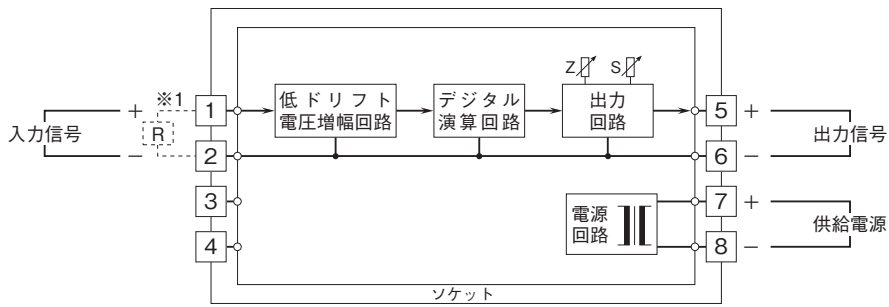 Z S
※1
1
低ドリフト
電圧増幅回路
デジタル
演算回路
出力
回路
5 +
入力信号
+
R
−
出力信号
2
6 −
3
電源
回路
7 +
供給電源
4
8 −
ソケット